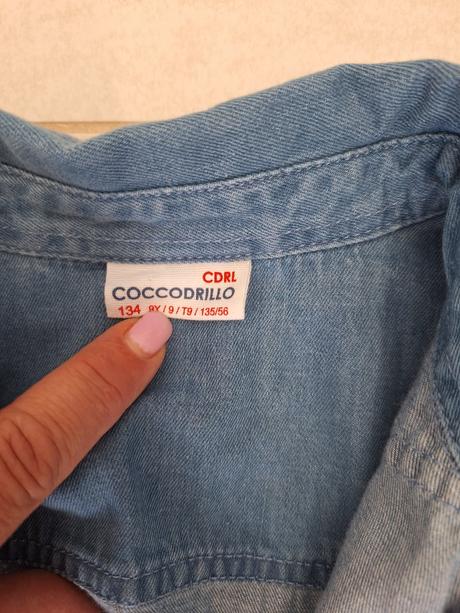 CDRL
COCCODRILLO
134 9Y / 9 / T9 / 135/56